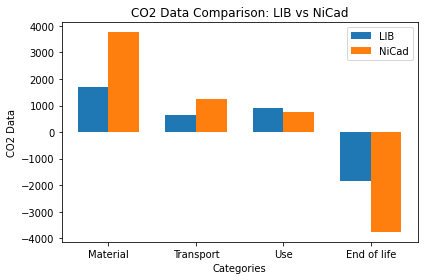 CO2 Data Comparison: LIB vs NiCad
LIB
NiCad
CO2 Data
4000
3000
2000
1000
0
−1000
−2000
−3000
−4000
Material Transport Use End of life
Categories